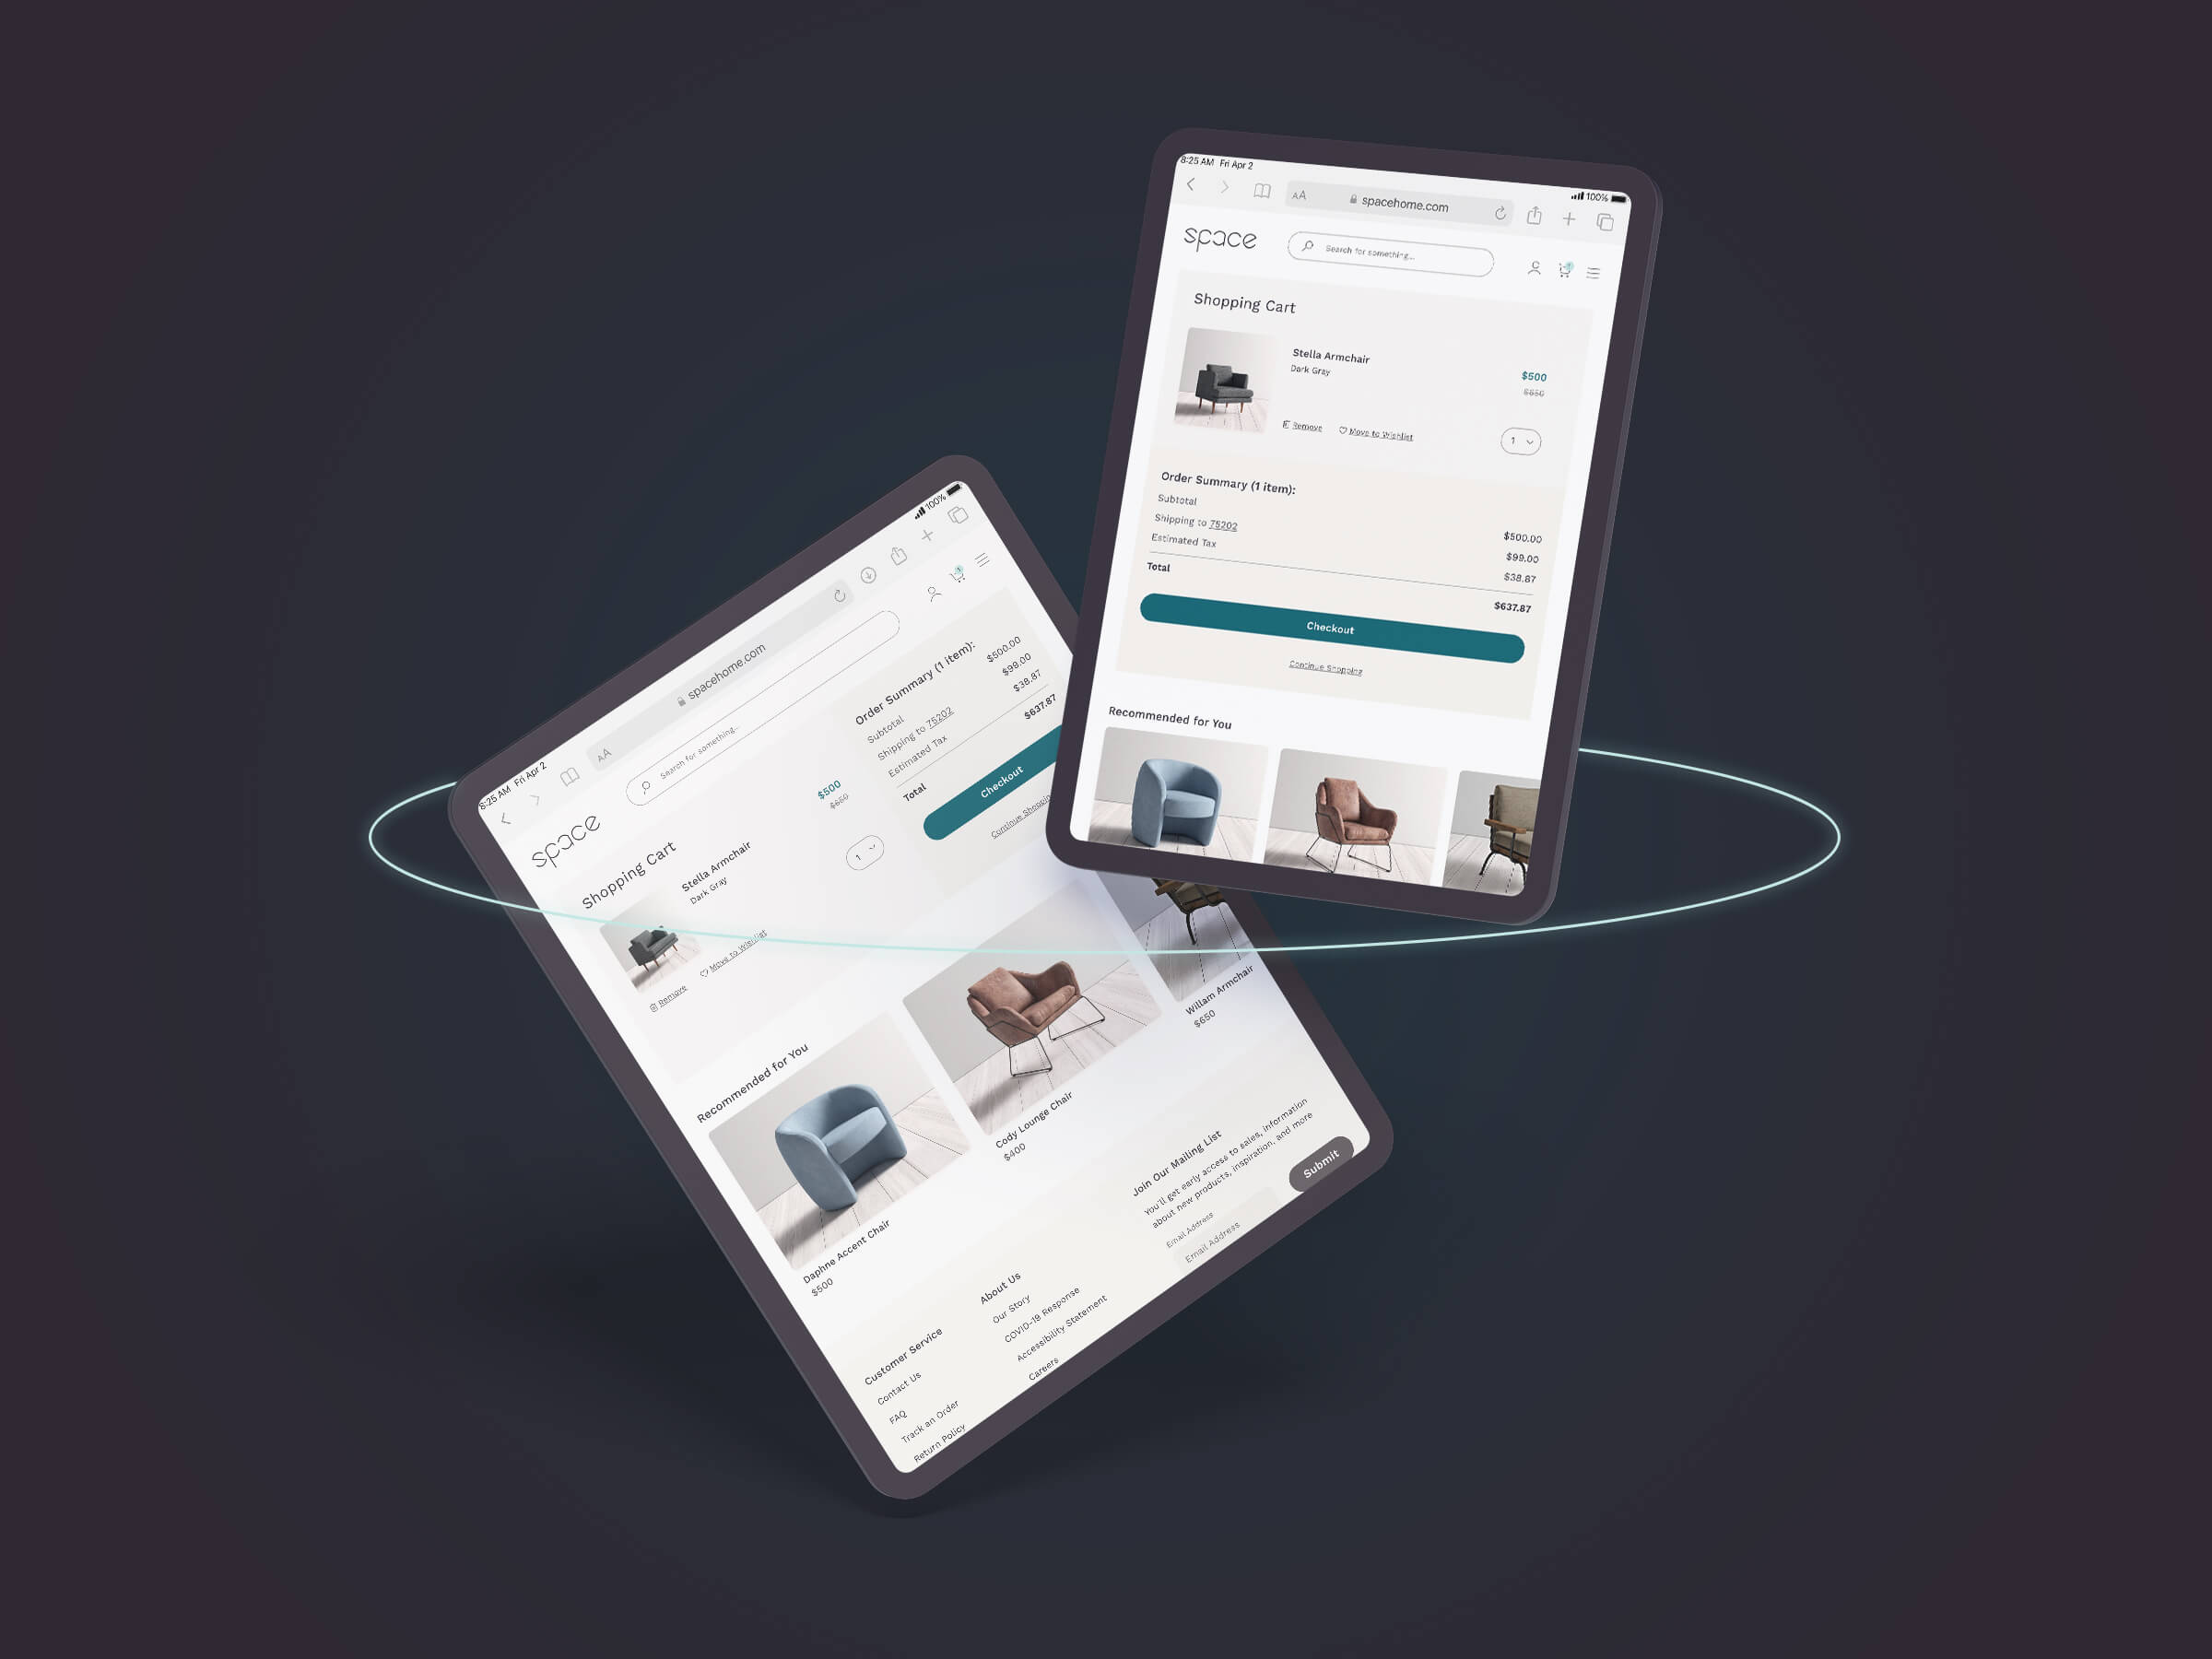 8:25 AM Fri Apr 2
100%
AA
spacehome.com
space
Search for something...
1
Shopping Cart
Stella Armchair
Dark Gray
$500
$650
Remove
Move to Wishlist
1
Order Summary (1 item):
Subtotal
$500.00
Shipping to 75202
$99.00
Estimated Tax
$38.87
Total
$637.87
Checkout
Continue Shopping
Recommended for You
8:25 AM Fri Apr 2
100%
AA
spacehome.com
space
Search for something...
1
Shopping Cart
Stella Armchair
Dark Gray
$500
$650
1
Remove
Move to Wishlist
Order Summary (1 item):
Subtotal
$500.00
Shipping to 75202
$99.00
Estimated Tax
$38.87
Total
$637.87
Checkout
Continue Shopping
Recommended for You
Daphne Accent Chair
$500
Cody Lounge Chair
$400
Willam Armchair
$650
Customer Service
Contact Us
FAQ
Track an Order
Return Policy
About Us
Our Story
COVID-19 Response
Accessibility Statement
Careers
Join Our Mailing List
You'll get early access to sales, information
about new products, inspiration, and more
Email Address
Email Address
Submit